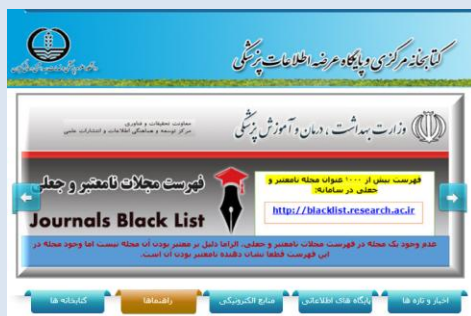 کتابخانه مرکزی و پایگاه عرضه اطلاعات پزشکی
وزارت بهداشت ، درمان و آموزش پزشکی
معاونت تحقیقات و فناوری
مرکز توسعه و هماهنگی اطلاعات و انتشارات علمی
فهرست مجلات نامعتبر و جعلی
Journals Black List
فهرست بیش از ۱۰۰۰ عنوان مجله نامعتبر و
جعلی در سامانه:
http://blacklist.research.ac.ir
عدم وجود یک مجله در فهرست مجلات نامعتبر و جعلی، الزاما دلیل بر معتبر بودن آن مجله نیست اما وجود مجله در
این فهرست قطعا نشان دهنده نامعتبر بودن آن است.
اخبار و تازه ها
پایگاه های اطلاعاتی
منابع الکترونیکی
راهنماها
کتابخانه ها